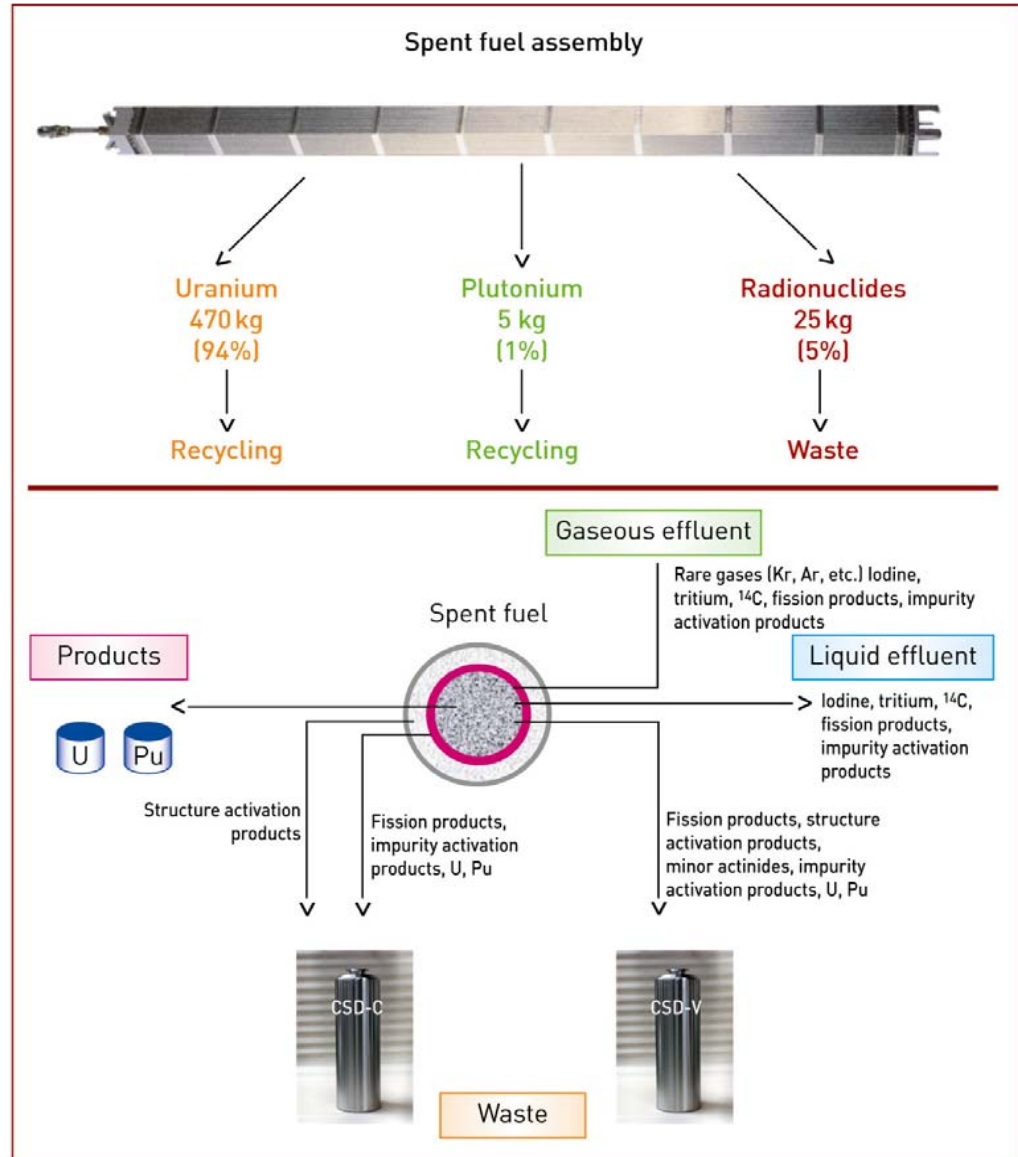 Spent fuel assembly
Uranium
470 kg
(94%)
Plutonium
5 kg
(1%)
Radionuclides
25 kg
(5%)
Recycling
Recycling
Waste
Gaseous effluent
Rare gases (Kr, Ar, etc.) Iodine,
tritium, ¹⁴C, fission products, impurity
activation products
Spent fuel
Products
Liquid effluent
Iodine, tritium, ¹⁴C,
fission products,
impurity activation
products
U
Pu
Structure activation
products
Fission products,
impurity activation
products, U, Pu
Fission products, structure
activation products,
minor actinides, impurity
activation products, U, Pu
CSD-C
CSD-V
Waste